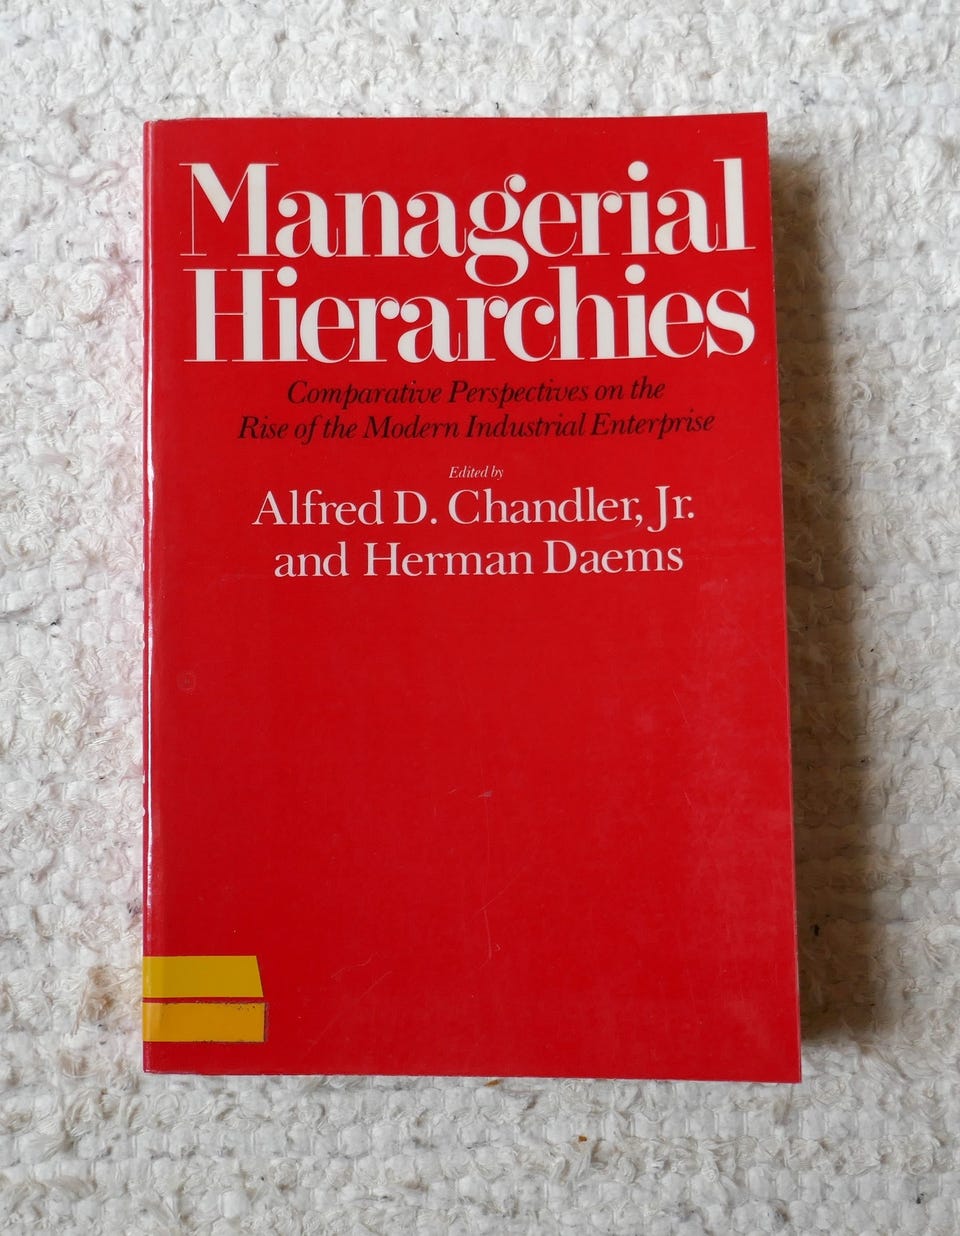 Managerial
Hierarchies
Comparative Perspectives on the
Rise of the Modern Industrial Enterprise
Edited by
Alfred D. Chandler, Jr.
and Herman Daems